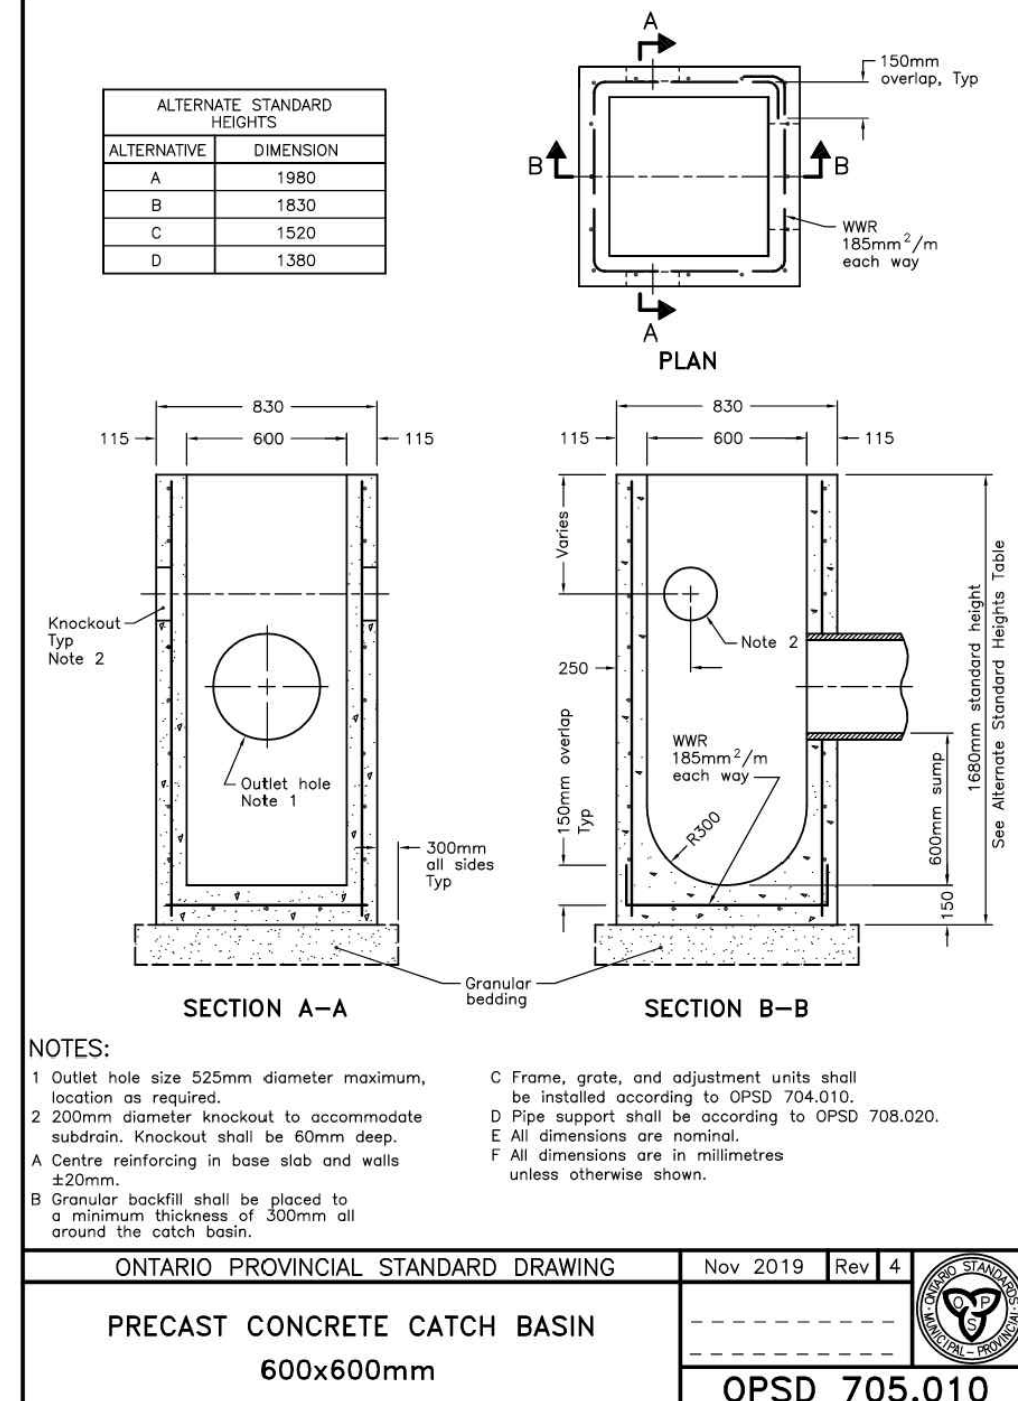 ALTERNATE STANDARD
HEIGHTS
ALTERNATIVE DIMENSION
A 1980
B 1830
C 1520
D 1380
A
150mm
overlap, Typ
B
B
WWR
185mm²/m
each way
A
PLAN
830
115 600 115
Knockout
Typ
Note 2
Outlet hole
Note 1
300mm
all sides
Typ
SECTION A-A
830
115 600 115
Varies
Note 2
250
150mm overlap
Typ
WWR
185mm²/m
each way
R300
600mm sump
150
1680mm standard height
See Alternate Standard Heights Table
Granular
bedding
SECTION B-B
NOTES:
1 Outlet hole size 525mm diameter maximum,
location as required.
2 200mm diameter knockout to accommodate
subdrain. Knockout shall be 60mm deep.
A Centre reinforcing in base slab and walls
±20mm.
B Granular backfill shall be placed to
a minimum thickness of 300mm all
around the catch basin.
C Frame, grate, and adjustment units shall
be installed according to OPSD 704.010.
D Pipe support shall be according to OPSD 708.020.
E All dimensions are nominal.
F All dimensions are in millimetres
unless otherwise shown.
ONTARIO PROVINCIAL STANDARD DRAWING
Nov 2019 Rev 4
PRECAST CONCRETE CATCH BASIN
600x600mm
ONTARIO STANDARDS
MUNICIPAL - PROVINCIAL
O P S
OPSD 705.010